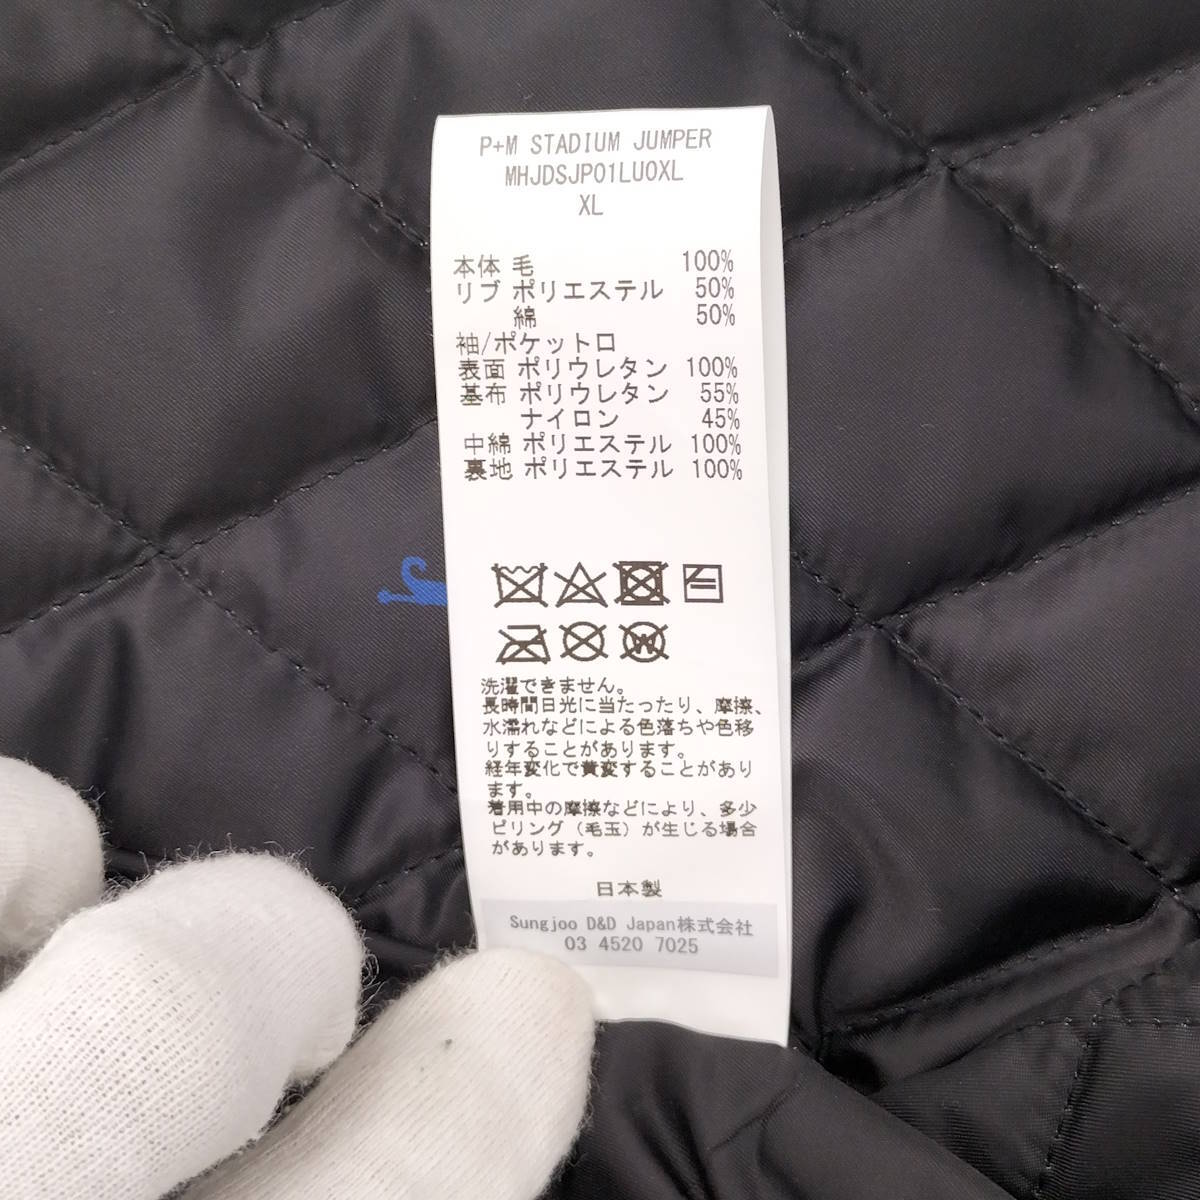 P+M STADIUM JUMPER
MHJDSJP01LU0XL
XL
本体 毛 100%
リブ ポリエステル 50%
綿 50%
袖/ポケット口
表面 ポリウレタン 100%
基布 ポリウレタン 55%
ナイロン 45%
中綿 ポリエステル 100%
裏地 ポリエステル 100%
W
洗濯できません。
長時間日光に当たったり、摩擦、
水濡れなどによる色落ちや色移
りすることがあります。
経年変化で黄変することがあり
ます。
着用中の摩擦などにより、多少
ピリング(毛玉)が生じる場合
があります。
日本製
Sungjoo D&D Japan株式会社
03 4520 7025